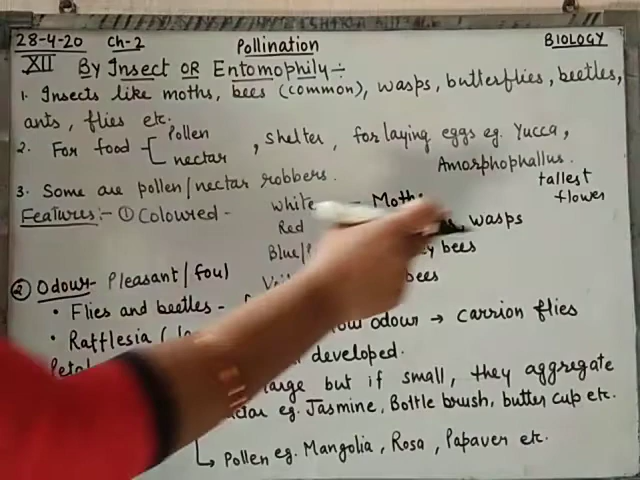 28-4-20 Ch-2 Pollination BIOLOGY
XII By Insect OR Entomophily :-
1. Insects like moths, bees (common), wasps, butterflies, beetles,
ants, flies etc.
2. For food { Pollen
nectar , shelter, for laying eggs eg. Yucca,
Amorphophallus.
tallest
flower
3. Some are pollen/nectar robbers.
Features:- ① Coloured - white - Moths
Red wasps
Blue/ bees
bees
② Odour - Pleasant/foul
• Flies and beetles -
• Rafflesia ( odour → carrion flies
Petal developed.
large but if small, they aggregate
eg. Jasmine, Bottle brush, butter cup etc.
↳ Pollen eg. Mangolia, Rosa, Papaver etc.